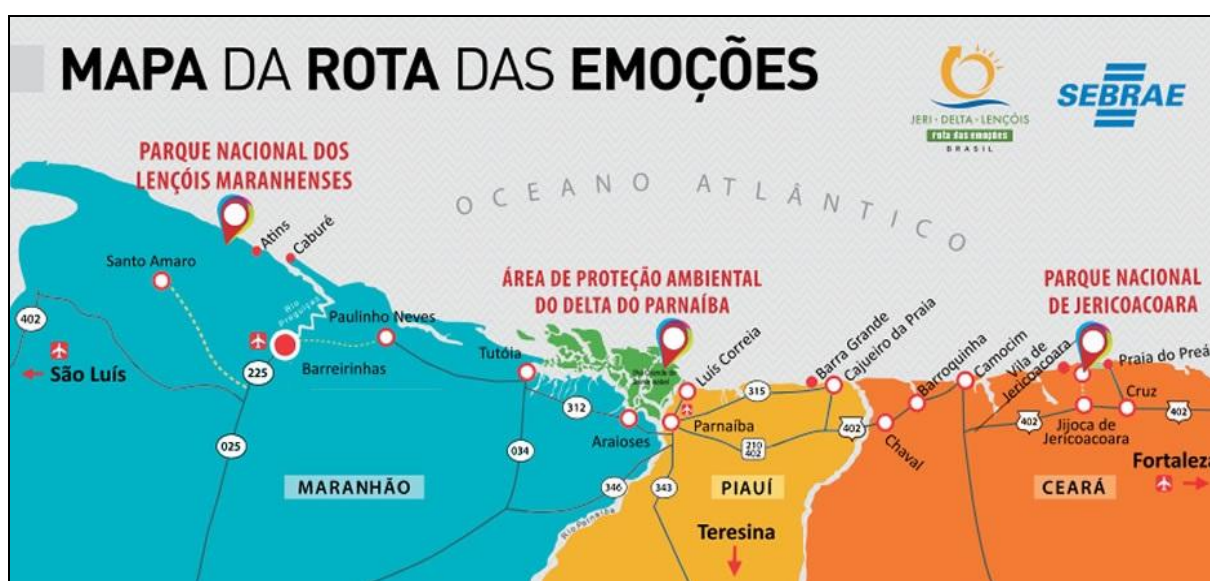 MAPA DA ROTA DAS EMOÇÕES
JERI · DELTA · LENÇÓIS
rota das emoções
BRASIL
SEBRAE
PARQUE NACIONAL DOS
LENÇÓIS MARANHENSES
OCEANO ATLÂNTICO
Atins
Caburé
Santo Amaro
ÁREA DE PROTEÇÃO AMBIENTAL
DO DELTA DO PARNAÍBA
PARQUE NACIONAL
DE JERICOACOARA
402
São Luís
225
Barreirinhas
Rio
Preguiças
Paulinho Neves
Tutóia
312
Araioses
Luís Correia
Parnaíba
315
Barra Grande
Cajueiro da Praia
Barroquinha
Camocim
Vila de
Jericoacoara
Praia do Preá
Cruz
402
402
402
Jijoca de
Jericoacoara
Chaval
210
402
025
034
346
343
MARANHÃO
PIAUÍ
CEARÁ
Fortaleza
Rio Parnaíba
Teresina